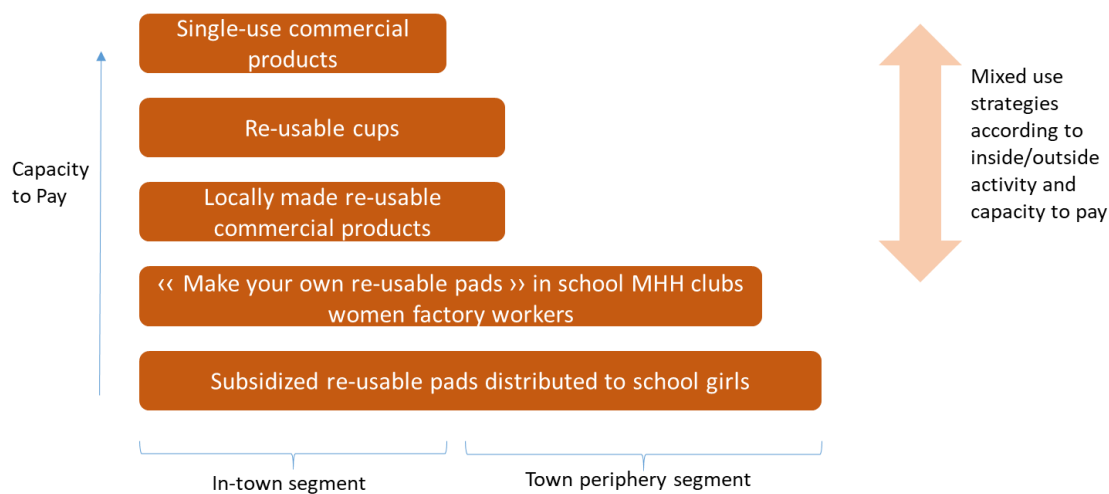 Single-use commercial
products
Re-usable cups
Capacity
to Pay
Locally made re-usable
commercial products
‹‹ Make your own re-usable pads ›› in school MHH clubs
women factory workers
Subsidized re-usable pads distributed to school girls
In-town segment
Town periphery segment
Mixed use
strategies
according to
inside/outside
activity and
capacity to pay